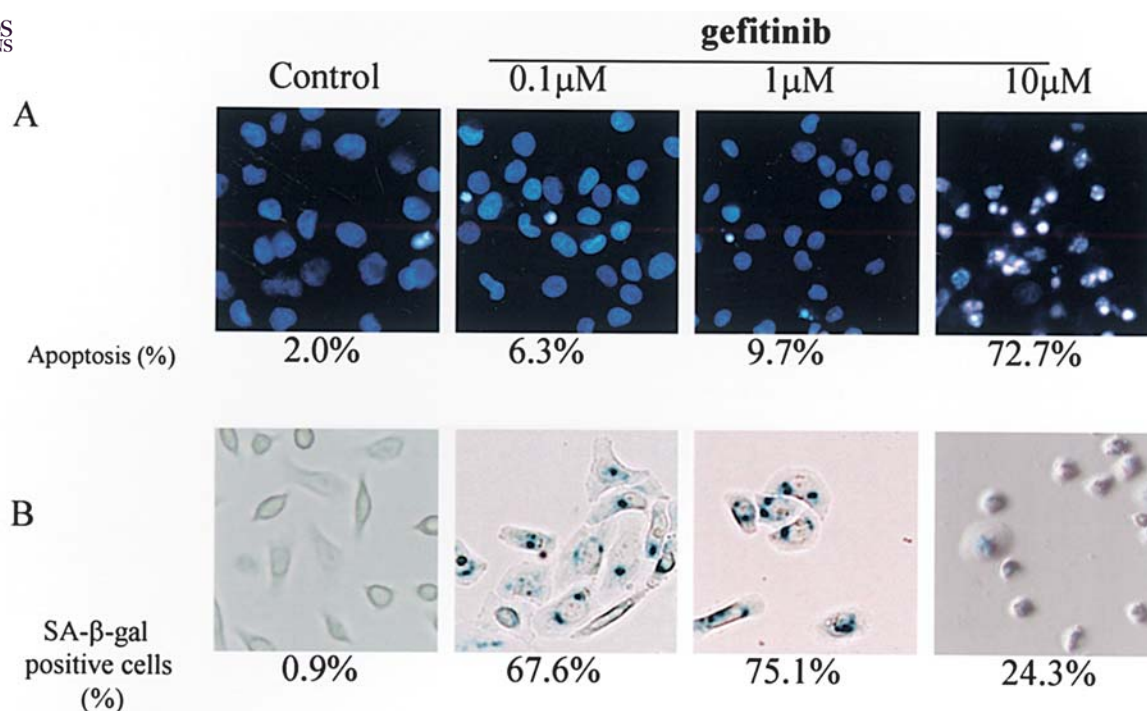 gefitinib
Control 0.1μM 1μM 10μM
A
Apoptosis (%) 2.0% 6.3% 9.7% 72.7%
B
SA-β-gal
positive cells
(%)
0.9% 67.6% 75.1% 24.3%